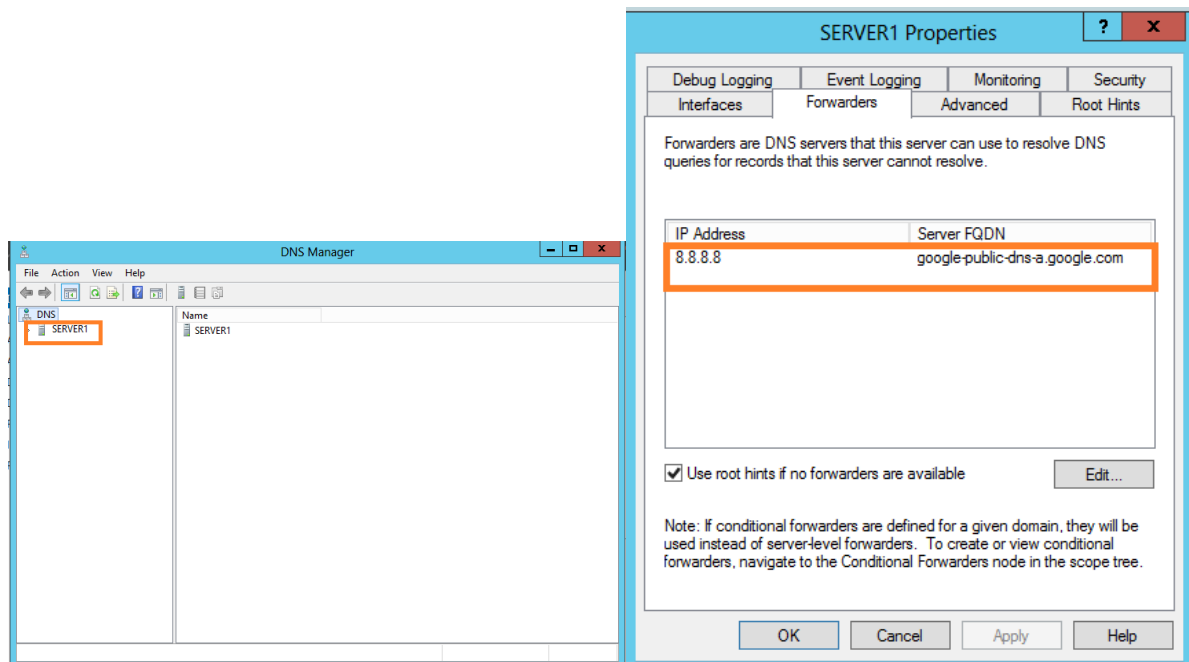 DNS Manager
File Action View Help
DNS
SERVER1
Name
SERVER1
SERVER1 Properties
? x
Debug Logging Event Logging Monitoring Security
Interfaces Forwarders Advanced Root Hints
Forwarders are DNS servers that this server can use to resolve DNS
queries for records that this server cannot resolve.
IP Address Server FQDN
8.8.8.8 google-public-dns-a.google.com
Use root hints if no forwarders are available Edit...
Note: If conditional forwarders are defined for a given domain, they will be
used instead of server-level forwarders. To create or view conditional
forwarders, navigate to the Conditional Forwarders node in the scope tree.
OK Cancel Apply Help